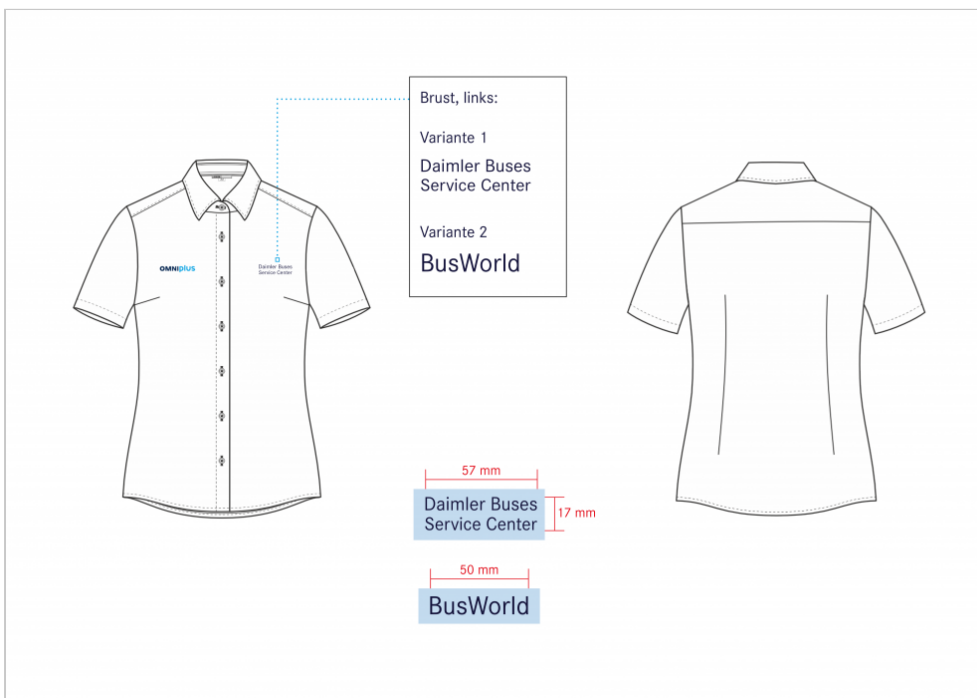 Brust, links:
Variante 1
Daimler Buses
Service Center
Variante 2
BusWorld
OMNIplus
Daimler Buses
Service Center
57 mm
Daimler Buses
Service Center
17 mm
50 mm
BusWorld